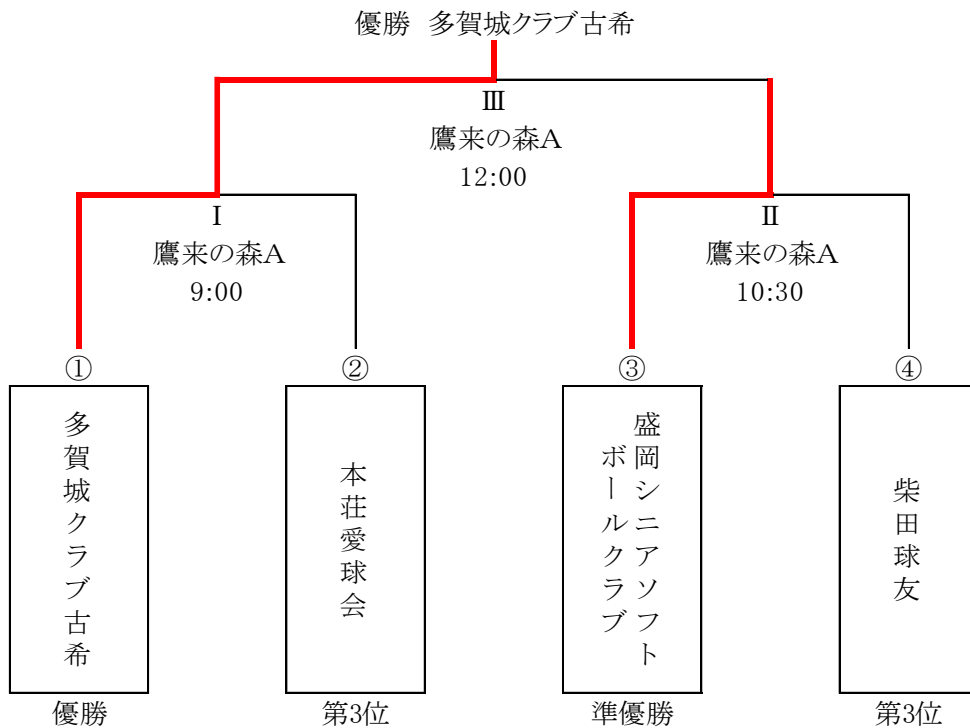 優勝 多賀城クラブ古希
Ⅲ
鷹来の森A
12:00
Ⅰ
鷹来の森A
9:00
Ⅱ
鷹来の森A
10:30
①
②
③
④
多賀城クラブ古希
本荘愛球会
盛岡シニアソフト
ボールクラブ
柴田球友
優勝
第3位
準優勝
第3位